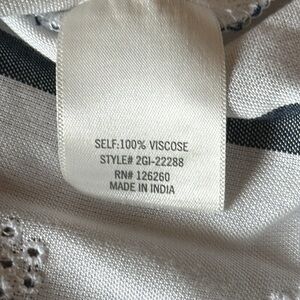 SELF:100% VISCOSE
STYLE# 2GI-22288
RN# 126260
MADE IN INDIA